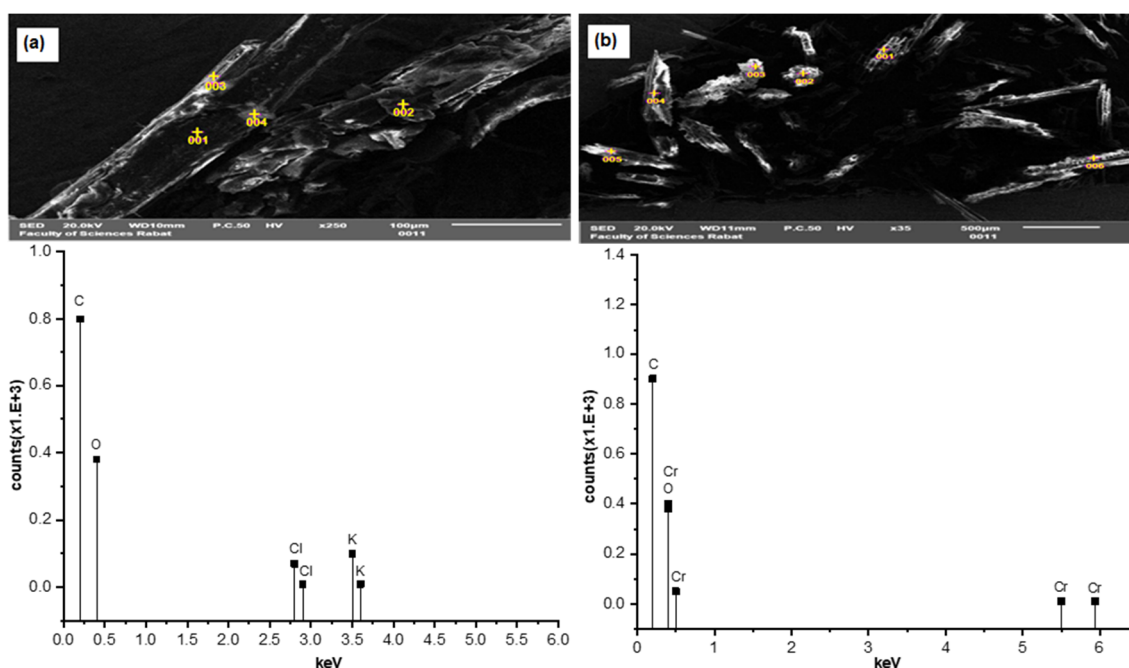 (a)
003
004
002
001
SED 20.0kV WD10mm P.C.50 HV x250 100µm
Faculty of Sciences Rabat 0011
(b)
001
003
002
004
005
006
SED 20.0kV WD11mm P.C.50 HV x35 500µm
Faculty of Sciences Rabat 0011
1.0
0.8
0.6
0.4
0.2
0.0
counts(x1.E+3)
C
O
Cl
Cl
K
K
0.0 0.5 1.0 1.5 2.0 2.5 3.0 3.5 4.0 4.5 5.0 5.5 6.0
keV
1.4
1.2
1.0
0.8
0.6
0.4
0.2
0.0
counts(x1.E+3)
C
Cr
O
Cr
Cr
Cr
0 1 2 3 4 5 6
keV